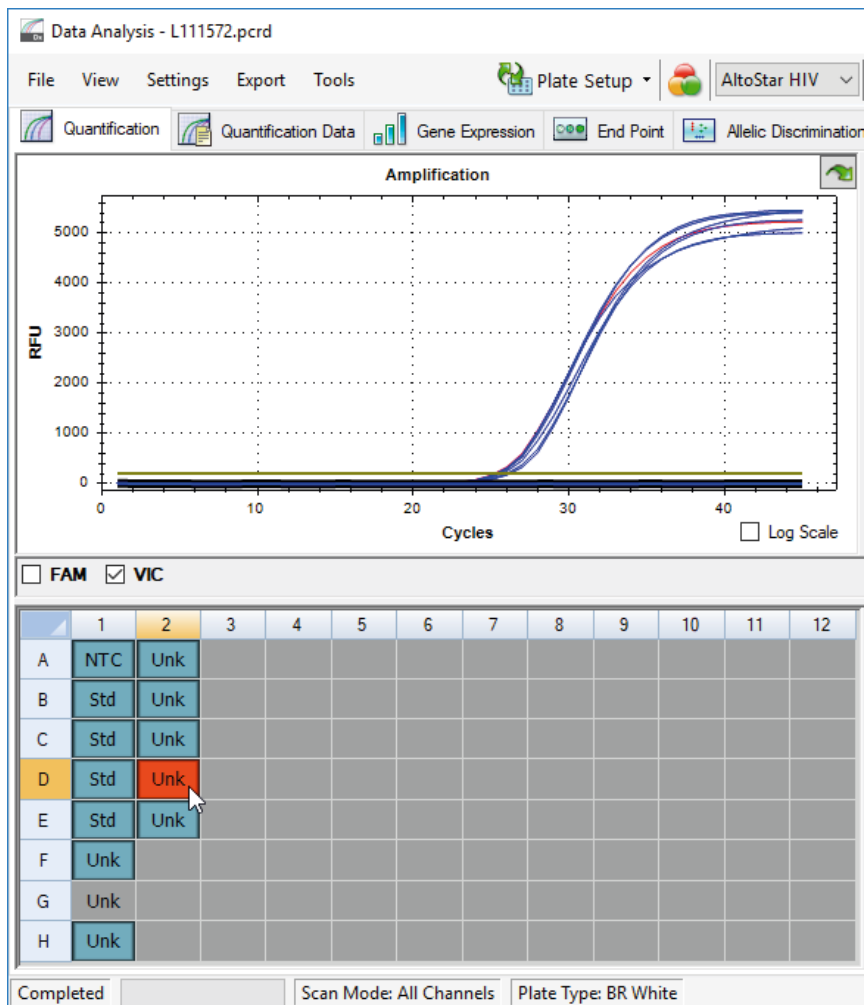 Data Analysis - L111572.pcrd
File View Settings Export Tools Plate Setup AltoStar HIV
Quantification Quantification Data Gene Expression End Point Allelic Discrimination
Amplification
5000
4000
3000
2000
1000
0
RFU
0 10 20 30 40
Cycles
Log Scale
FAM VIC
1 2 3 4 5 6 7 8 9 10 11 12
A NTC Unk
B Std Unk
C Std Unk
D Std Unk
E Std Unk
F Unk
G Unk
H Unk
Completed Scan Mode: All Channels Plate Type: BR White